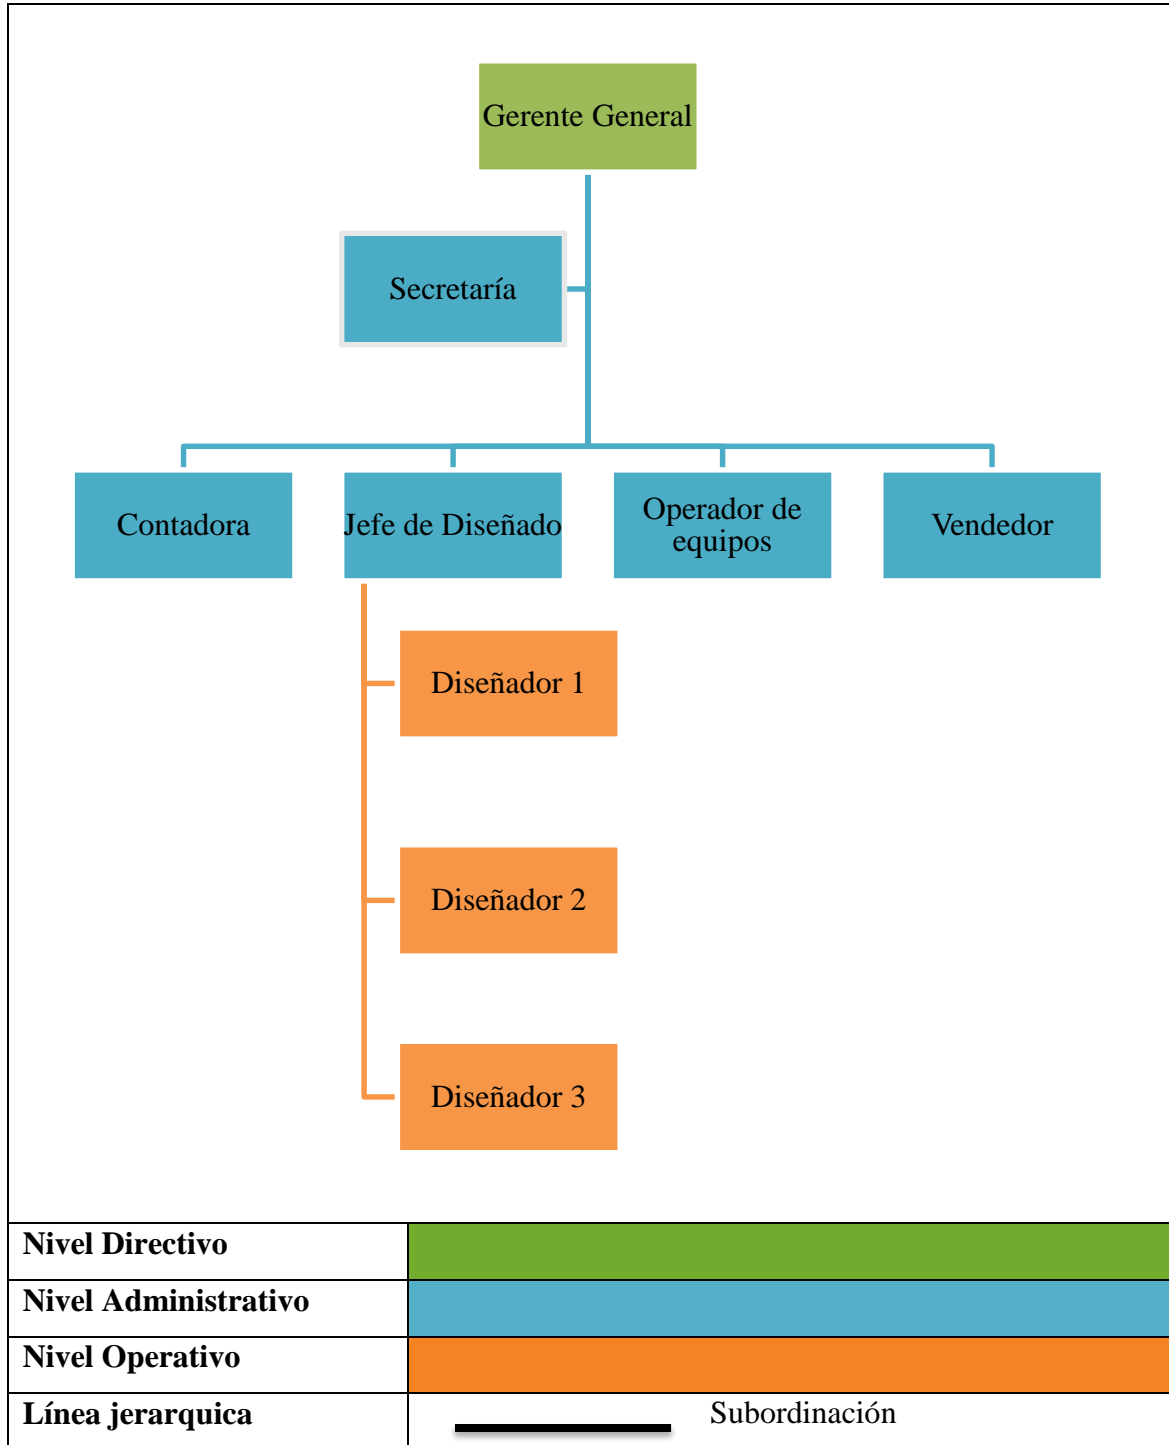 Gerente General
Secretaría
Contadora
Jefe de Diseñado
Operador de
equipos
Vendedor
Diseñador 1
Diseñador 2
Diseñador 3
Nivel Directivo
Nivel Administrativo
Nivel Operativo
Línea jerarquica
Subordinación